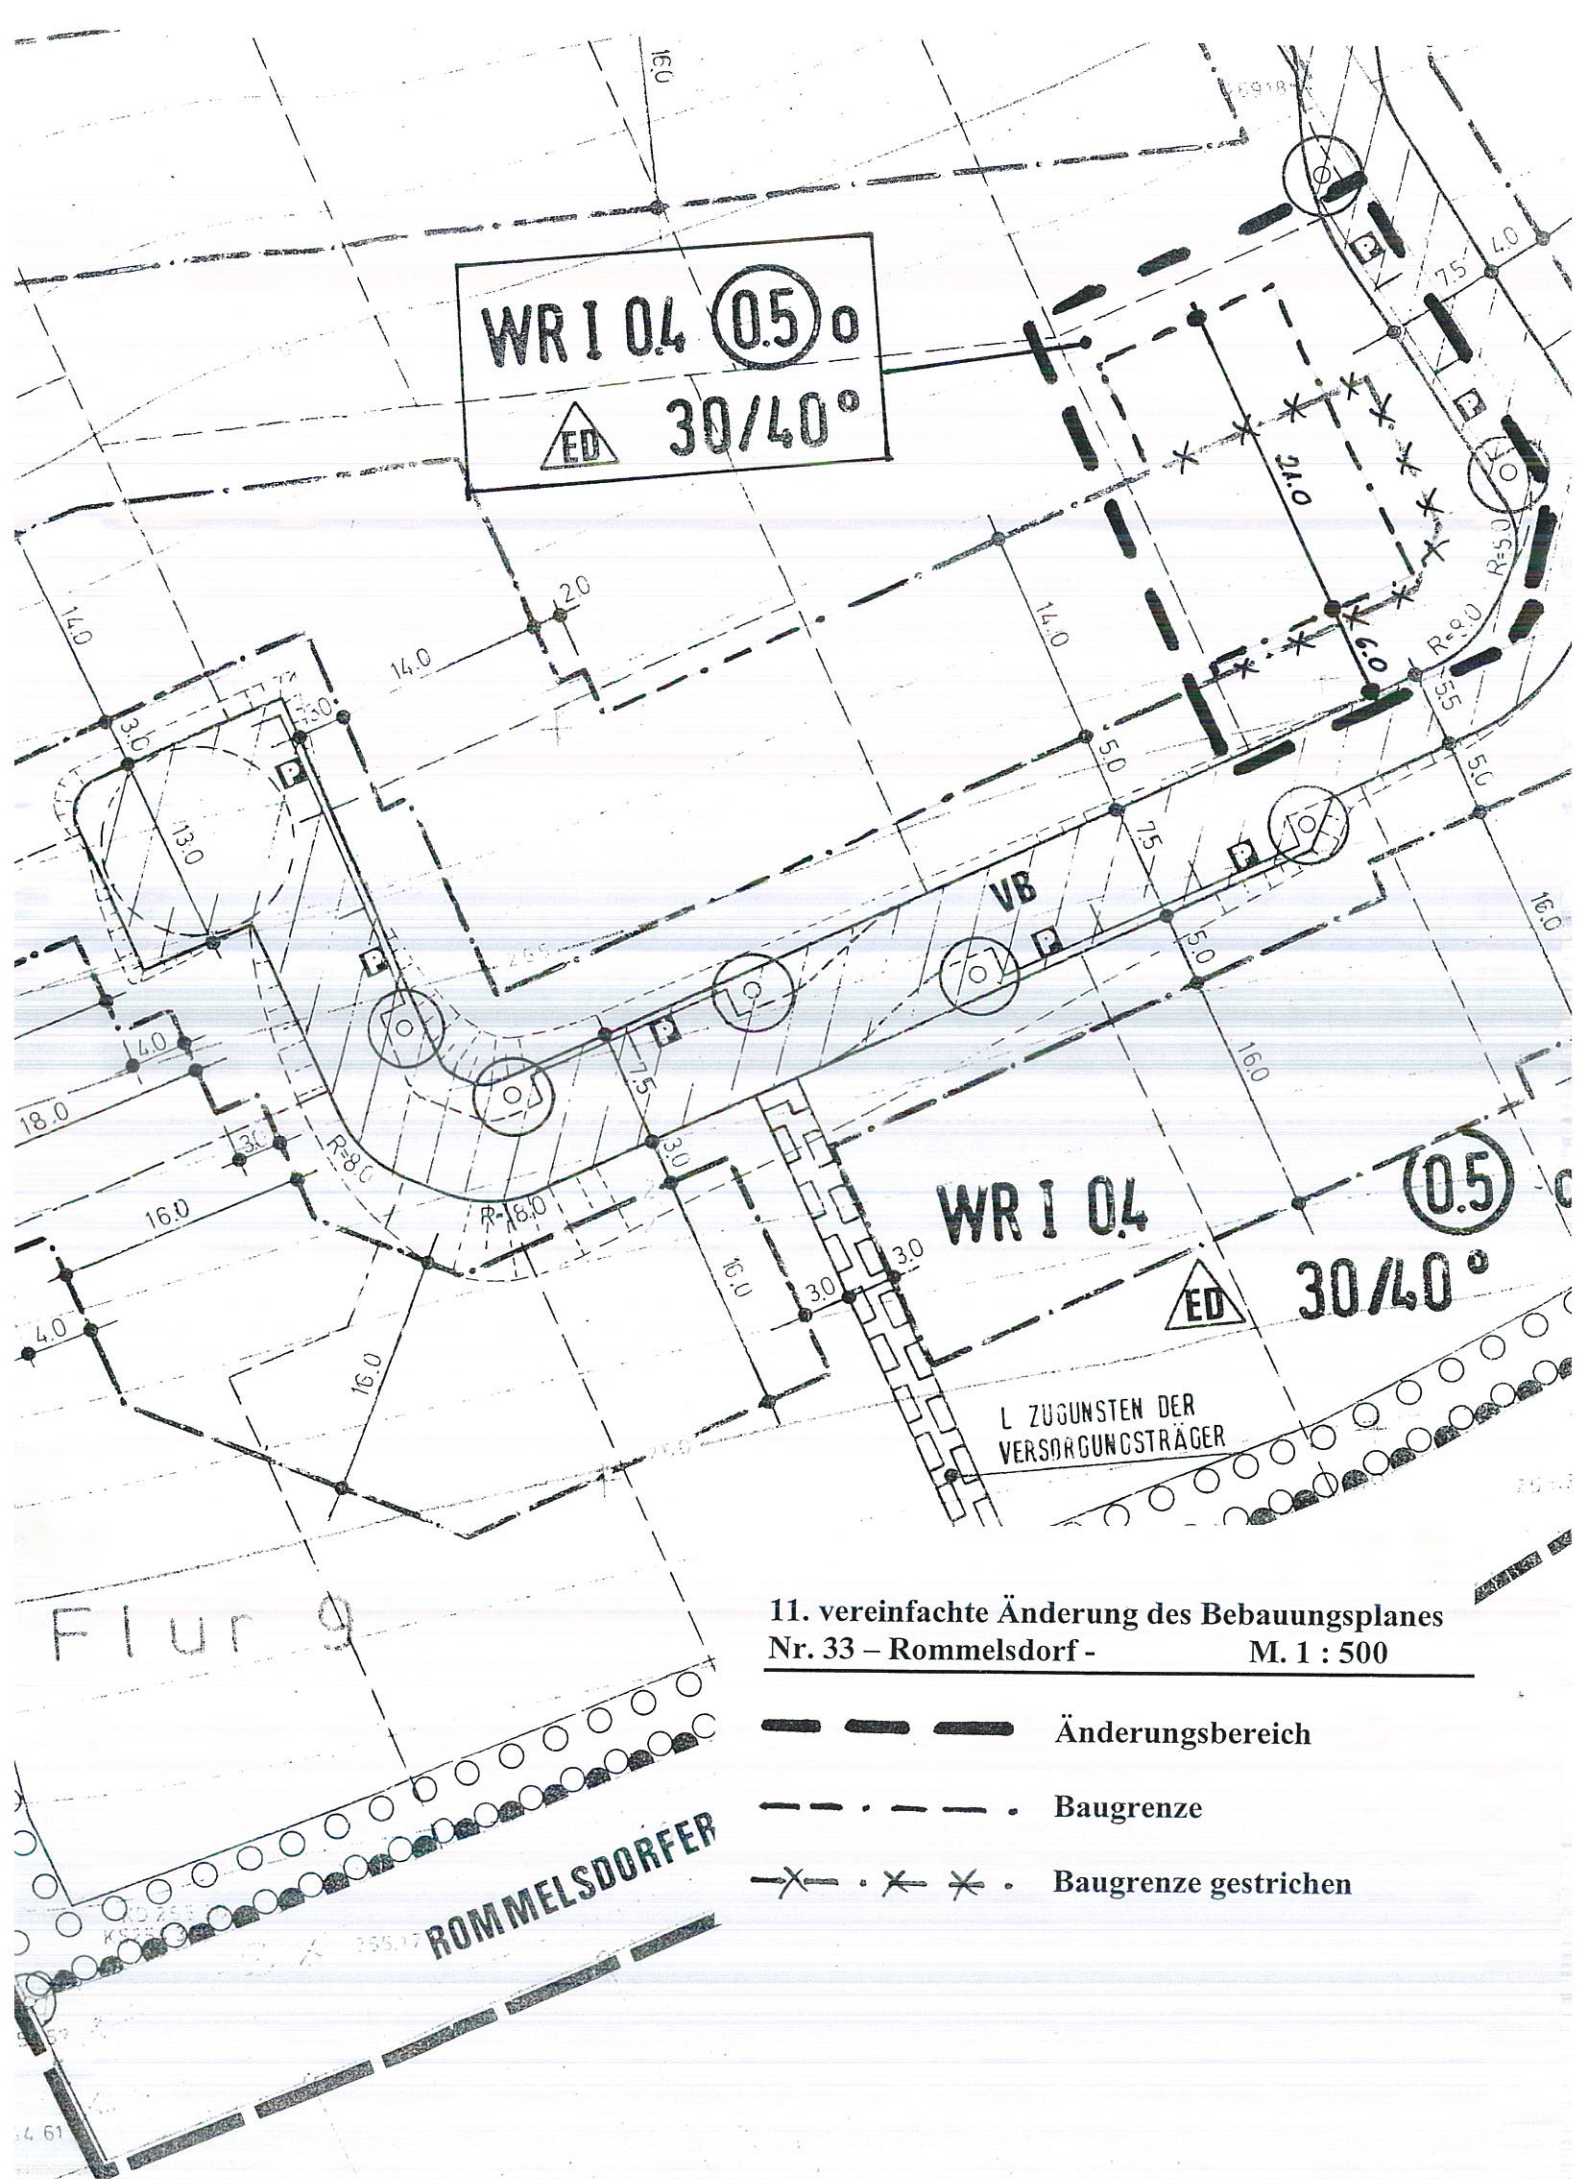 16.0
6918
WR I 0.4 0.5 o
ED 30/40°
P
4.0
7.5
P
21.0
R=5.0
14.0
2.0
14.0
14.0
6.0
R=8.0
5.5
3.0
3.0
5.0
5.0
P
13.0
7.5
P
VB
16.0
P
P
5.0
4.0
P
7.5
16.0
18.0
3.0
R=8.0
3.0
WR I 0.4 0.5
16.0
R=18.0
3.0
16.0
3.0
ED 30/40°
4.0
16.0
L ZUGUNSTEN DER
VERSORGUNGSTRÄGER
Flur 9
11. vereinfachte Änderung des Bebauungsplanes
Nr. 33 – Rommelsdorf - M. 1 : 500
Änderungsbereich
Baugrenze
Baugrenze gestrichen
ROMMELSDORFER